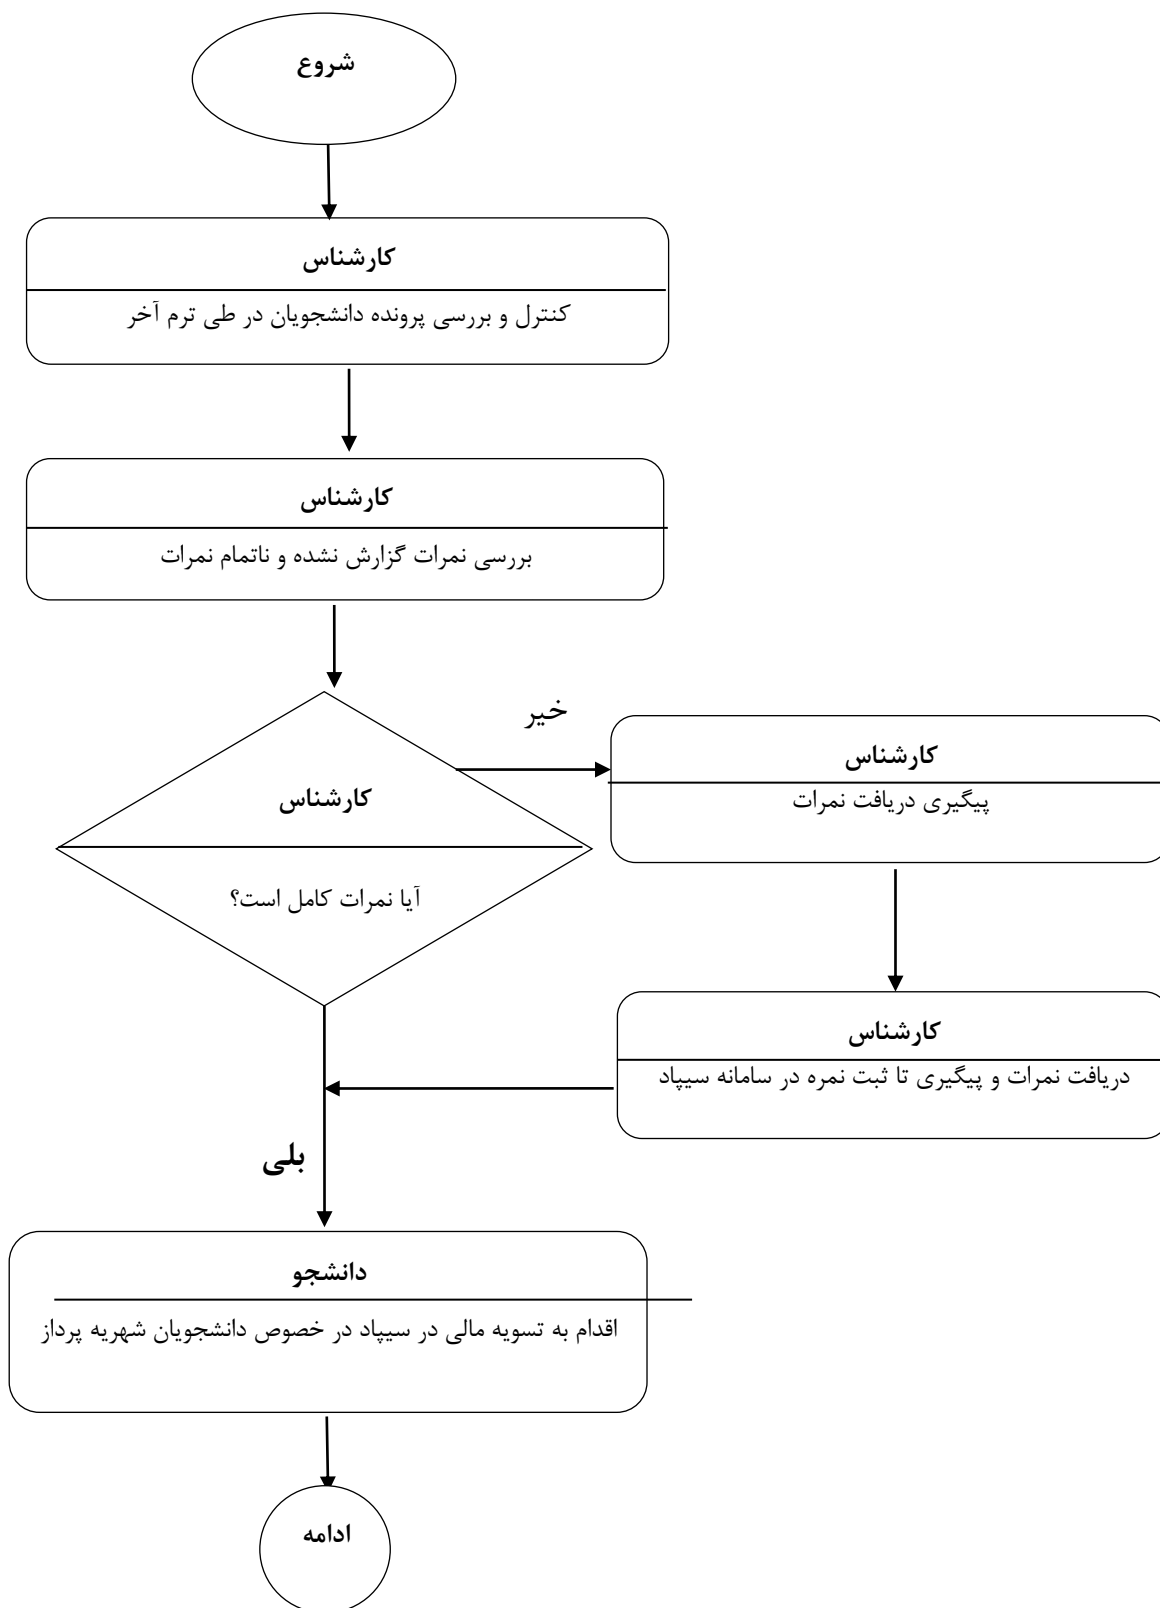 شروع
کارشناس
کنترل و بررسی پرونده دانشجویان در طی ترم آخر
کارشناس
بررسی نمرات گزارش نشده و ناتمام نمرات
خیر
کارشناس
پیگیری دریافت نمرات
کارشناس
آیا نمرات کامل است؟
کارشناس
دریافت نمرات و پیگیری تا ثبت نمره در سامانه سیپاد
بلی
دانشجو
اقدام به تسویه مالی در سیپاد در خصوص دانشجویان شهریه پرداز
ادامه